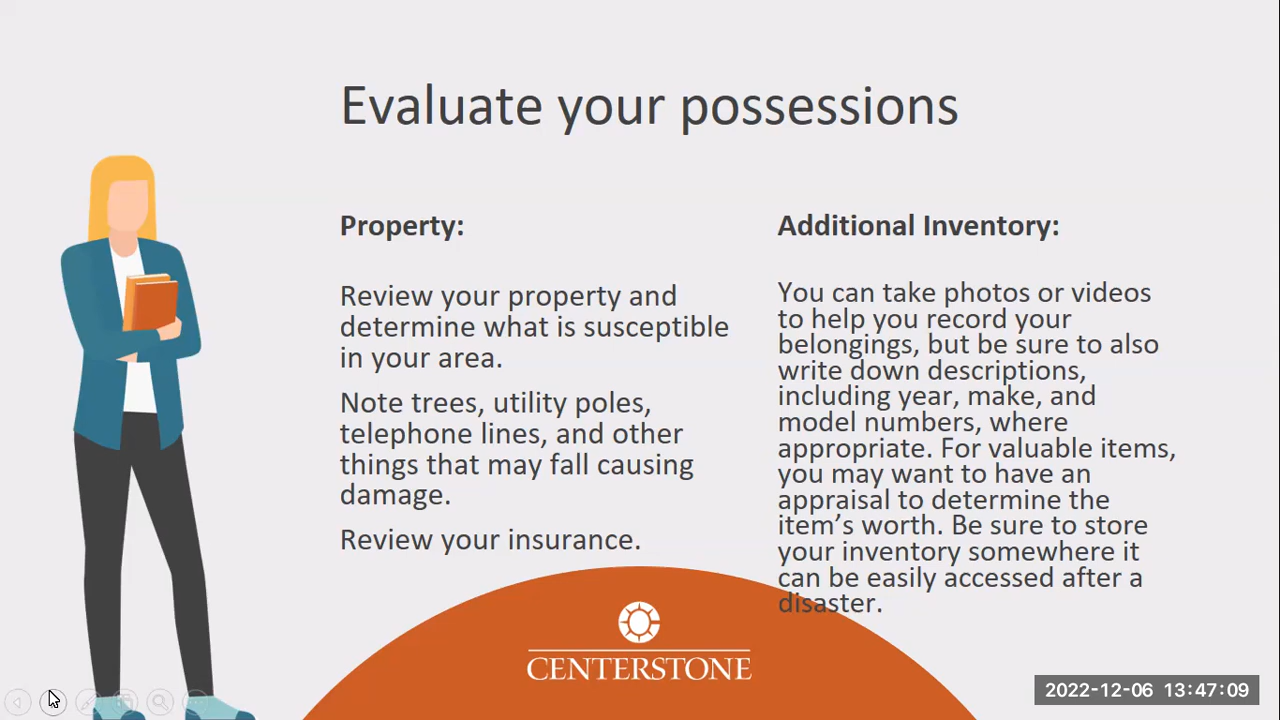 Evaluate your possessions
Property:
Review your property and
determine what is susceptible
in your area.
Note trees, utility poles,
telephone lines, and other
things that may fall causing
damage.
Review your insurance.
Additional Inventory:
You can take photos or videos
to help you record your
belongings, but be sure to also
write down descriptions,
including year, make, and
model numbers, where
appropriate. For valuable items,
you may want to have an
appraisal to determine the
item’s worth. Be sure to store
your inventory somewhere it
can be easily accessed after a
disaster.
CENTERSTONE
2022-12-06 13:47:09